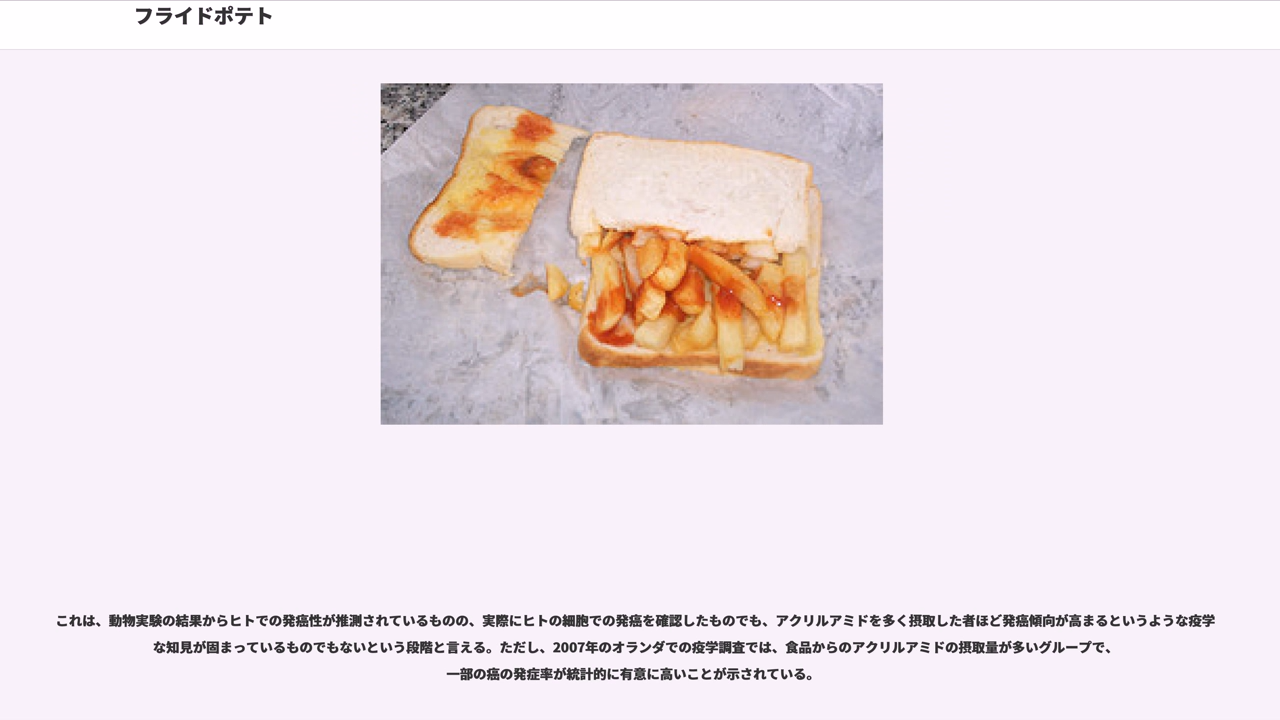 フライドポテト
これは、動物実験の結果からヒトでの発癌性が推測されているものの、実際にヒトの細胞での発癌を確認したものでも、アクリルアミドを多く摂取した者ほど発癌傾向が高まるというような疫学
な知見が固まっているものでもないという段階と言える。ただし、2007年のオランダでの疫学調査では、食品からのアクリルアミドの摂取量が多いグループで、
一部の癌の発症率が統計的に有意に高いことが示されている。